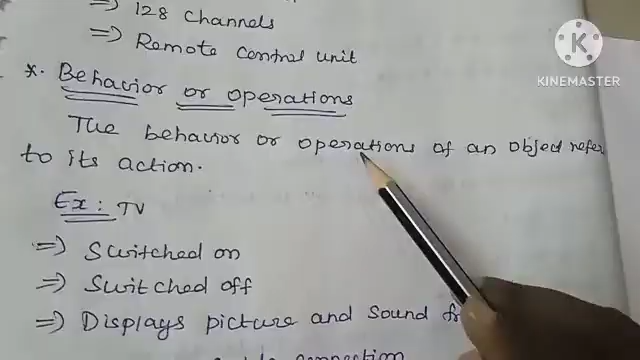 => 128 channels
=> Remote control unit
*. Behavior or operations
The behavior or operations of an object refer
to its action.
Ex: TV
=> Switched on
=> Switched off
=> Displays picture and sound
connection
K
KINEMASTER